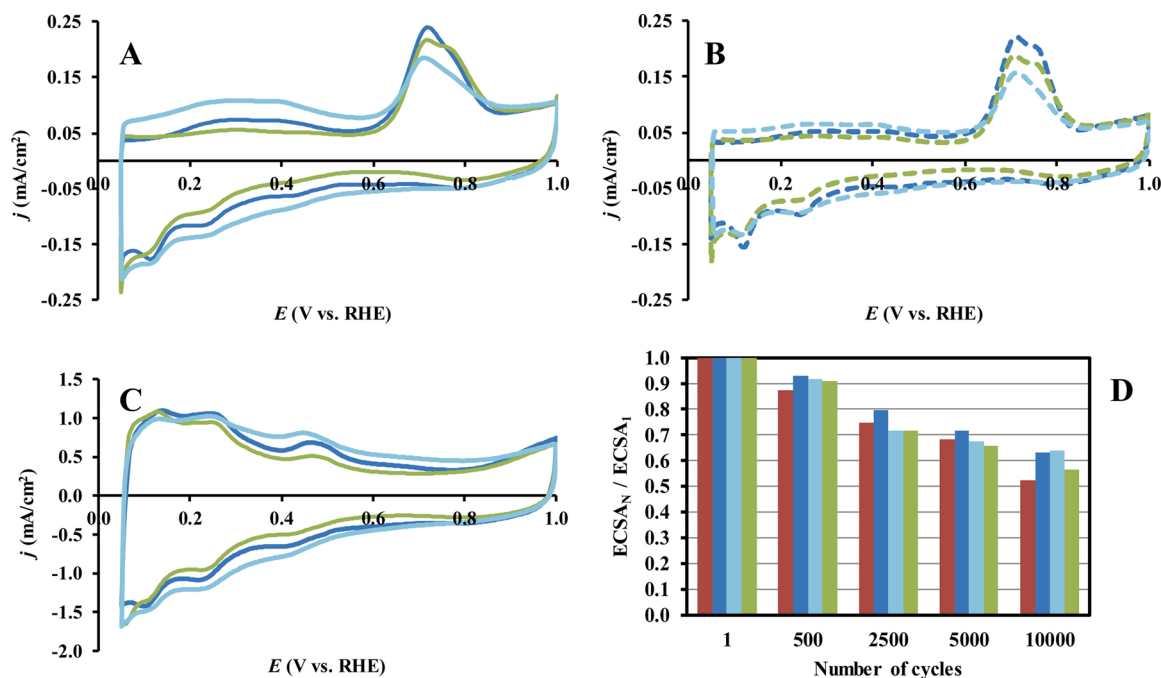 A
0.25
0.15
0.05
-0.05
-0.15
-0.25
j (mA/cm²)
0.0 0.2 0.4 0.6 0.8 1.0
E (V vs. RHE)
B
0.25
0.15
0.05
-0.05
-0.15
-0.25
j (mA/cm²)
0.0 0.2 0.4 0.6 0.8 1.0
E (V vs. RHE)
C
1.5
1.0
0.5
0.0
-0.5
-1.0
-1.5
-2.0
j (mA/cm²)
0.0 0.2 0.4 0.6 0.8 1.0
E (V vs. RHE)
D
1.0
0.9
0.8
0.7
0.6
0.5
0.4
0.3
0.2
0.1
0.0
ECSA_N / ECSA₁
1 500 2500 5000 10000
Number of cycles